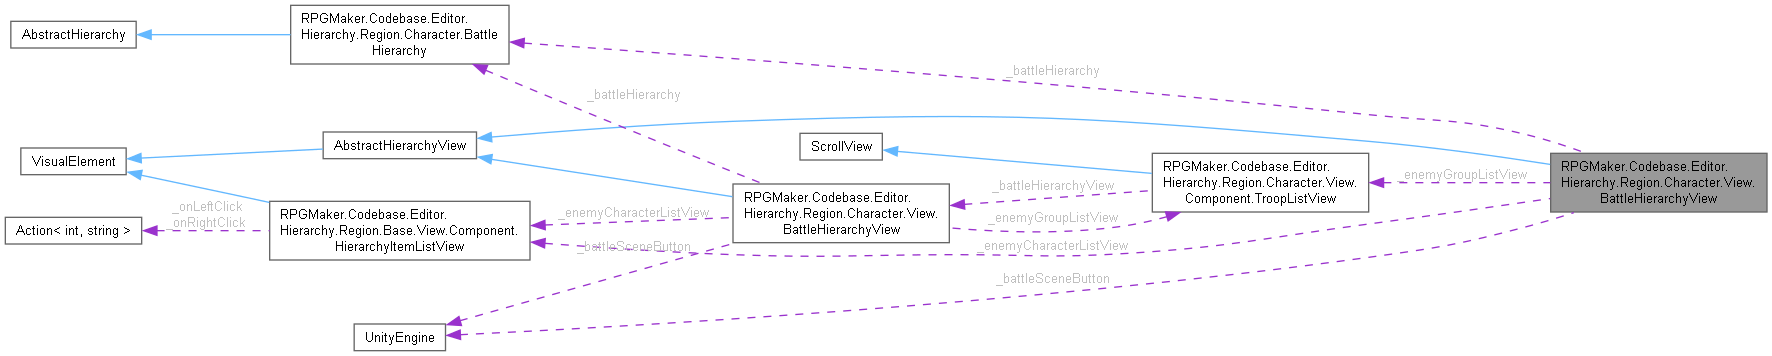 AbstractHierarchy
RPGMaker.Codebase.Editor.
Hierarchy.Region.Character.Battle
Hierarchy
_battleHierarchy
_battleHierarchy
VisualElement
AbstractHierarchyView
ScrollView
RPGMaker.Codebase.Editor.
Hierarchy.Region.Character.View.
Component.TroopListView
_enemyGroupListView
RPGMaker.Codebase.Editor.
Hierarchy.Region.Character.View.
BattleHierarchyView
_battleHierarchyView
_enemyGroupListView
RPGMaker.Codebase.Editor.
Hierarchy.Region.Character.View.
BattleHierarchyView
_enemyCharacterListView
_onLeftClick
_onRightClick
Action< int, string >
RPGMaker.Codebase.Editor.
Hierarchy.Region.Base.View.Component.
HierarchyItemListView
_battleSceneButton
_enemyCharacterListView
_battleSceneButton
UnityEngine